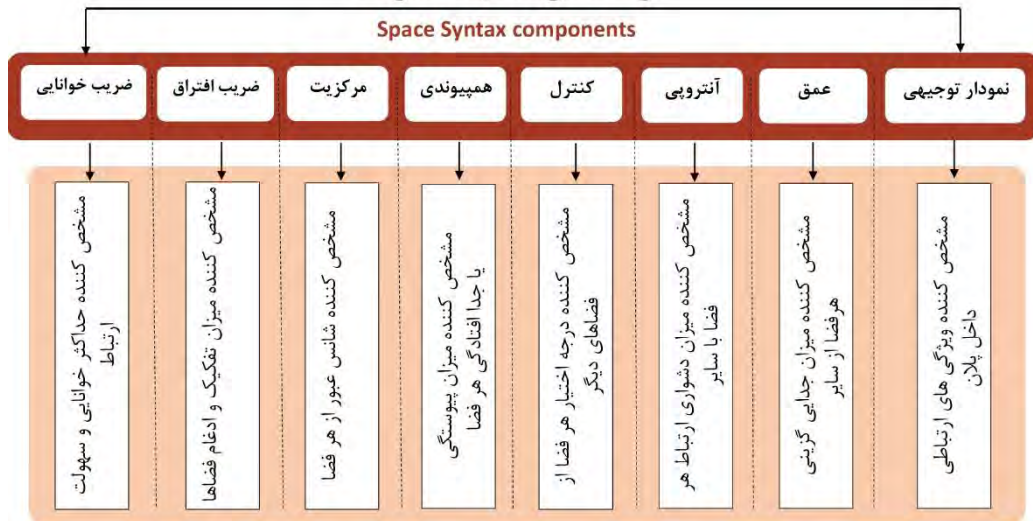 Space Syntax components
نمودار توجیهی
عمق
آنتروپی
کنترل
همپیوندی
مرکزیت
ضریب افتراق
ضریب خوانایی
مشخص کننده ویژگی های ارتباطی
داخل پلان
مشخص کننده میزان جدایی گزینی
هرفضا از سایر
مشخص کننده میزان دشواری ارتباط هر
فضا با سایر
مشخص کننده درجه اختیار هر فضا از
فضاهای دیگر
مشخص کننده میزان پیوستگی
یا جدا افتادگی هر فضا
مشخص کننده شانس عبور از هر فضا
مشخص کننده میزان تفکیک و ادغام فضاها
مشخص کننده حداکثر خوانایی و سهولت
ارتباط